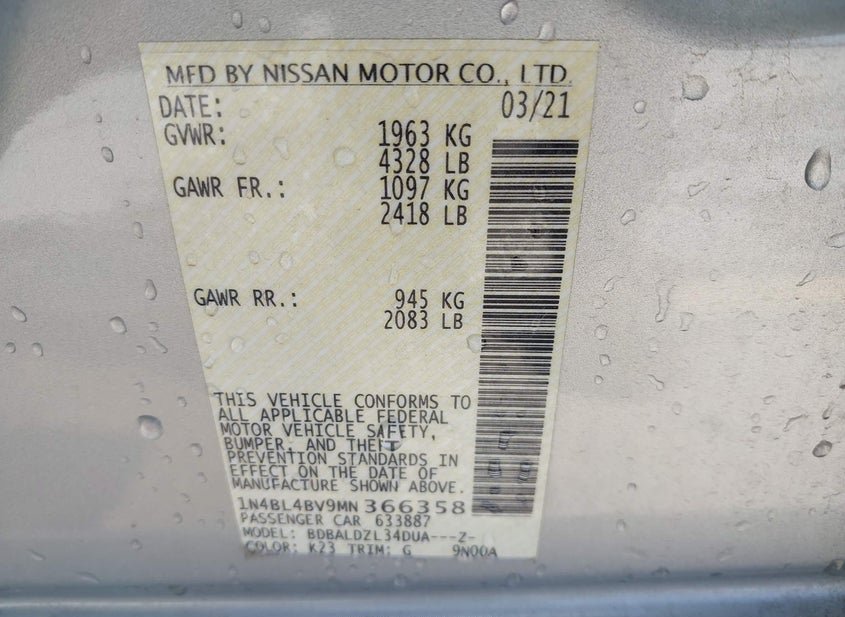 MFD BY NISSAN MOTOR CO., LTD.
DATE: 03/21
GVWR: 1963 KG
4328 LB
GAWR FR.: 1097 KG
2418 LB
GAWR RR.: 945 KG
2083 LB
THIS VEHICLE CONFORMS TO
ALL APPLICABLE FEDERAL
MOTOR VEHICLE SAFETY,
BUMPER, AND THEFT
PREVENTION STANDARDS IN
EFFECT ON THE DATE OF
MANUFACTURE SHOWN ABOVE.
1N4BL4BV9MN366358
PASSENGER CAR 633887
MODEL: BDBALDZL34DUA---Z-
COLOR: K23 TRIM: G 9N00A